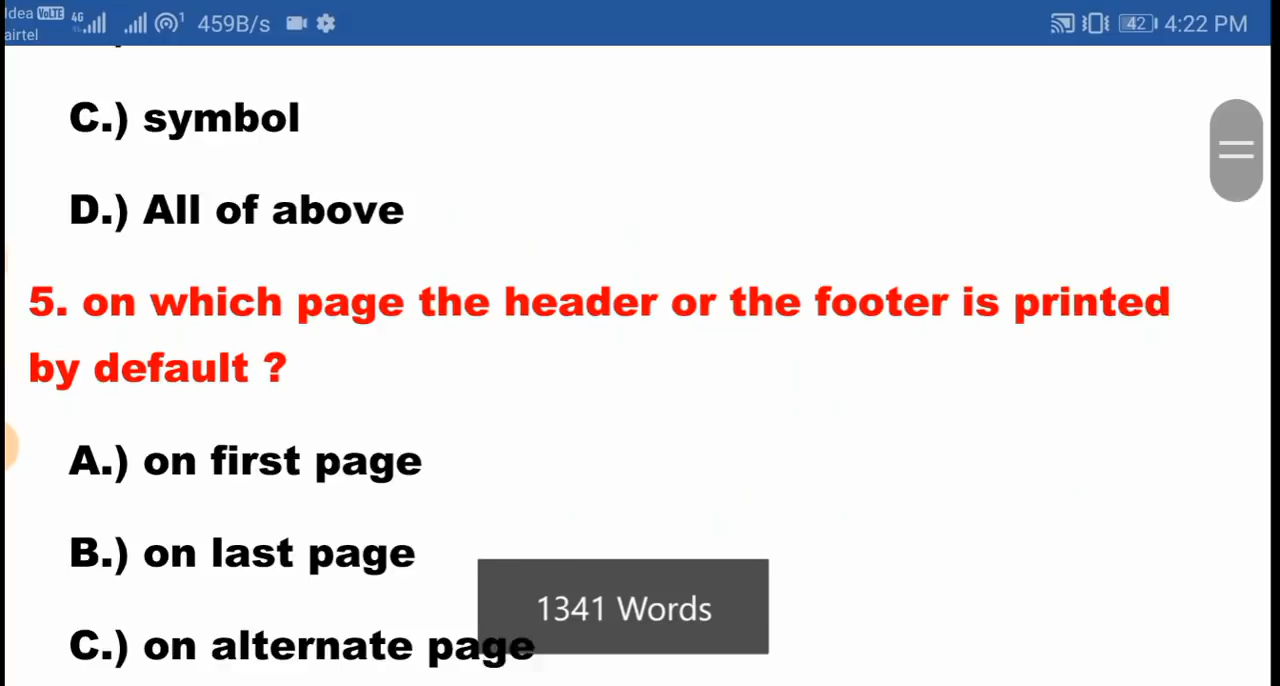 Idea VoLTE 4G 1 459B/s 42 4:22 PM
airtel
C.) symbol
D.) All of above
5. on which page the header or the footer is printed
by default ?
A.) on first page
B.) on last page
1341 Words
C.) on alternate page